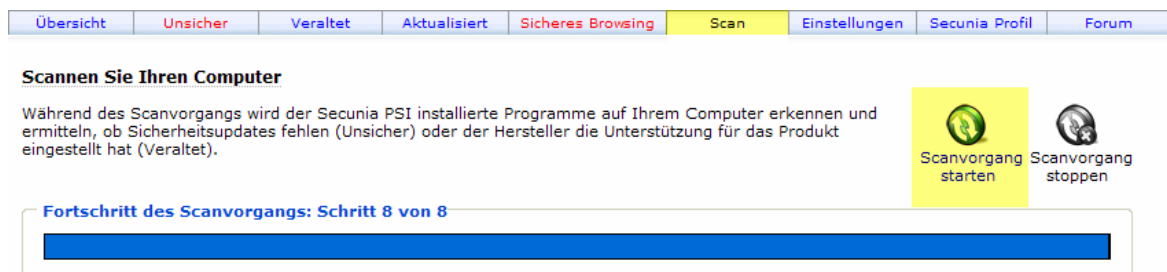 Übersicht Unsicher Veraltet Aktualisiert Sicheres Browsing Scan Einstellungen Secunia Profil Forum
Scannen Sie Ihren Computer
Während des Scanvorgangs wird der Secunia PSI installierte Programme auf Ihrem Computer erkennen und
ermitteln, ob Sicherheitsupdates fehlen (Unsicher) oder der Hersteller die Unterstützung für das Produkt
eingestellt hat (Veraltet).
Scanvorgang starten
Scanvorgang stoppen
Fortschritt des Scanvorgangs: Schritt 8 von 8